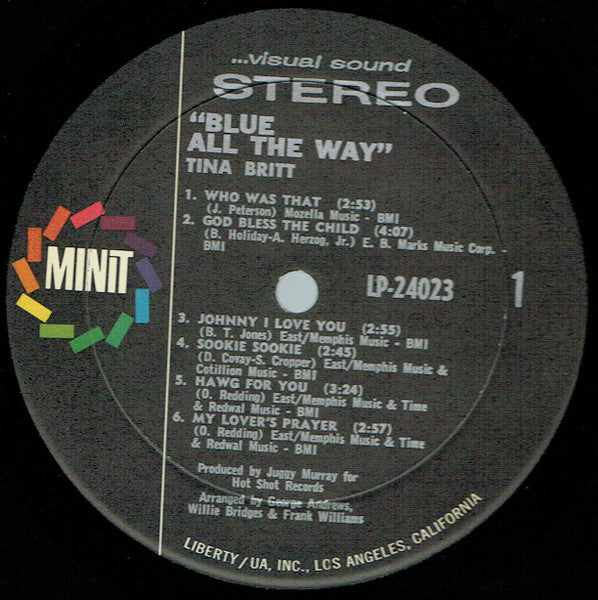 ...visual sound
STEREO
"BLUE
ALL THE WAY"
TINA BRITT
1. WHO WAS THAT (2:53)
(J. Peterson) Mozella Music - BMI
2. GOD BLESS THE CHILD (4:07)
(B. Holiday-A. Herzog, Jr.) E. B. Marks Music Corp. -
BMI
MINIT
LP-24023
1
3. JOHNNY I LOVE YOU (2:55)
(B. T. Jones) East/Memphis Music - BMI
4. SOOKIE SOOKIE (2:45)
(D. Covay-S. Cropper) East/Memphis Music &
Cotillion Music - BMI
5. HAWG FOR YOU (3:24)
(O. Redding) East/Memphis Music & Time
& Redwal Music - BMI
6. MY LOVER'S PRAYER (2:57)
(O. Redding) East/Memphis Music & Time
& Redwal Music - BMI
Produced by Juggy Murray for
Hot Shot Records
Arranged by George Andrews,
Willie Bridges & Frank Williams
LIBERTY/UA, INC., LOS ANGELES, CALIFORNIA